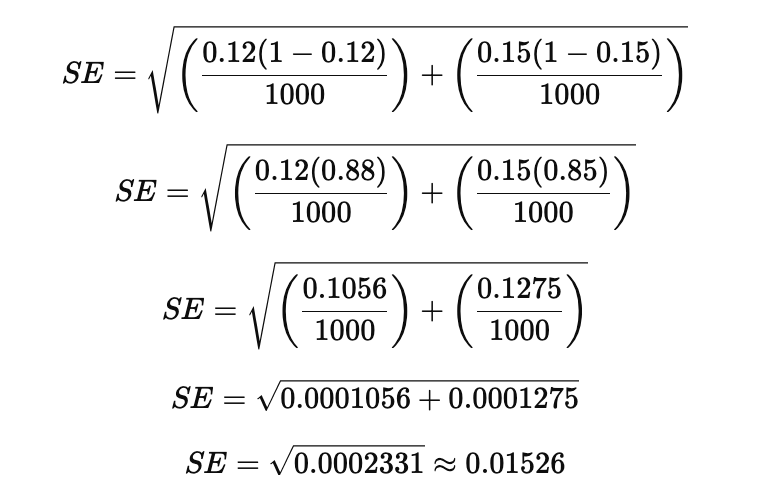 SE = √((0.12(1 − 0.12)/1000) + (0.15(1 − 0.15)/1000))
SE = √((0.12(0.88)/1000) + (0.15(0.85)/1000))
SE = √((0.1056/1000) + (0.1275/1000))
SE = √(0.0001056 + 0.0001275)
SE = √0.0002331 ≈ 0.01526